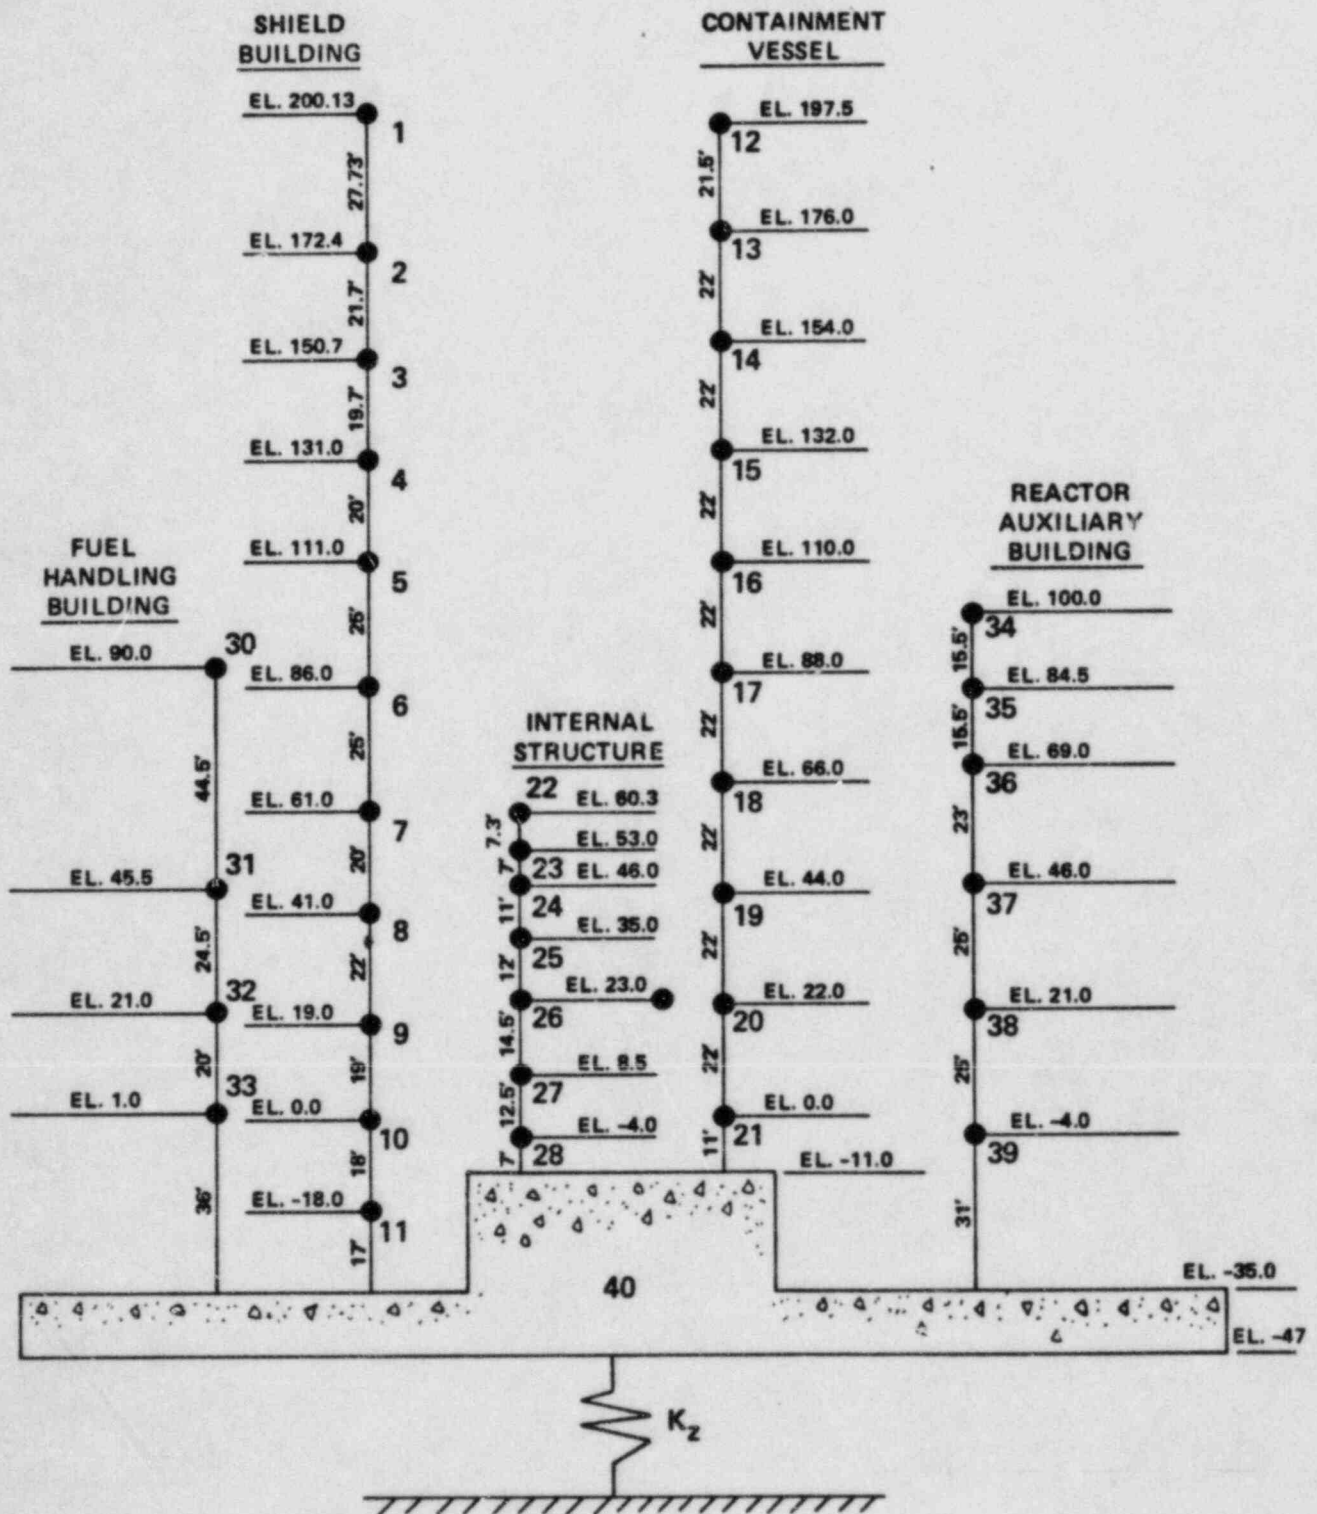 SHIELD
BUILDING
EL. 200.13
1
27.73'
EL. 172.4
2
21.7'
EL. 150.7
3
19.7'
EL. 131.0
4
20'
EL. 111.0
5
25'
EL. 86.0
6
25'
EL. 61.0
7
20'
EL. 41.0
8
22'
EL. 19.0
9
19'
EL. 0.0
10
18'
EL. -18.0
11
17'
CONTAINMENT
VESSEL
EL. 197.5
12
21.5'
EL. 176.0
13
22'
EL. 154.0
14
22'
EL. 132.0
15
22'
EL. 110.0
16
22'
EL. 88.0
17
22'
EL. 66.0
18
22'
EL. 44.0
19
22'
EL. 22.0
20
22'
EL. 0.0
21
11'
EL. -11.0
FUEL
HANDLING
BUILDING
30
EL. 90.0
44.5'
31
EL. 45.5
24.5'
32
EL. 21.0
20'
33
EL. 1.0
36'
INTERNAL
STRUCTURE
22
EL. 60.3
7.3'
EL. 53.0
23
7'
EL. 46.0
24
11'
EL. 35.0
25
12'
EL. 23.0
26
14.5'
EL. 8.5
27
12.5'
EL. -4.0
28
7'
REACTOR
AUXILIARY
BUILDING
EL. 100.0
34
15.5'
EL. 84.5
35
15.5'
EL. 69.0
36
23'
EL. 46.0
37
25'
EL. 21.0
38
25'
EL. -4.0
39
31'
40
EL. -35.0
EL. -47
Kz